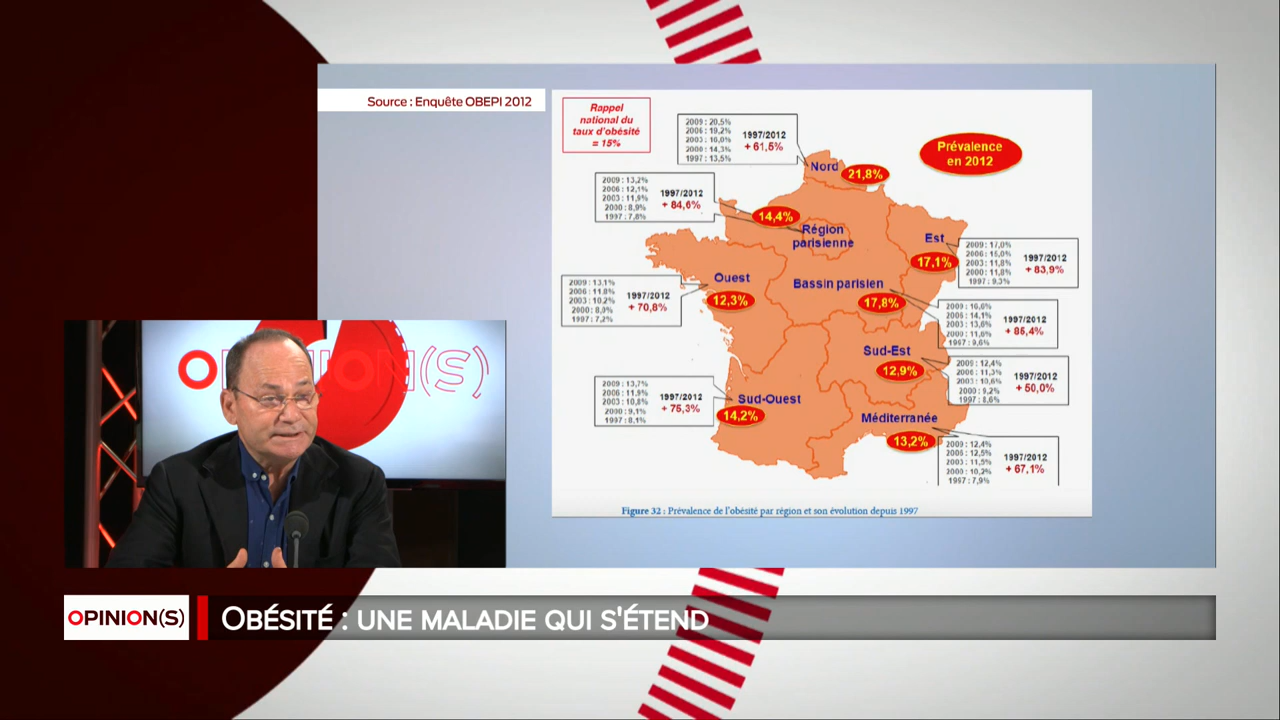 Source : Enquête OBEPI 2012
Rappel
national du
taux d'obésité
= 15%
2009 : 20,5%
2006 : 19,2%
2003 : 16,0%
2000 : 14,3%
1997 : 13,5%
1997/2012
+ 61,5%
Nord
21,8%
Prévalence
en 2012
2009 : 13,2%
2006 : 12,1%
2003 : 11,9%
2000 : 8,9%
1997 : 7,8%
1997/2012
+ 84,6%
14,4%
Région
parisienne
Est
17,1%
2009 : 17,0%
2006 : 15,0%
2003 : 11,8%
2000 : 11,8%
1997 : 9,3%
1997/2012
+ 83,9%
2009 : 13,1%
2006 : 11,8%
2003 : 10,2%
2000 : 8,0%
1997 : 7,2%
1997/2012
+ 70,8%
Ouest
12,3%
Bassin parisien
17,8%
2009 : 16,6%
2006 : 14,1%
2003 : 13,6%
2000 : 11,6%
1997 : 9,6%
1997/2012
+ 85,4%
Sud-Est
12,9%
2009 : 12,4%
2006 : 11,3%
2003 : 10,6%
2000 : 9,2%
1997 : 8,6%
1997/2012
+ 50,0%
2009 : 13,7%
2006 : 11,9%
2003 : 10,8%
2000 : 9,1%
1997 : 8,1%
1997/2012
+ 75,3%
Sud-Ouest
14,2%
Méditerranée
13,2%
2009 : 12,4%
2006 : 12,5%
2003 : 11,5%
2000 : 10,2%
1997 : 7,9%
1997/2012
+ 67,1%
Figure 32 : Prévalence de l'obésité par région et son évolution depuis 1997
OPINION(S)
OPINION(S)
OBÉSITÉ : UNE MALADIE QUI S'ÉTEND